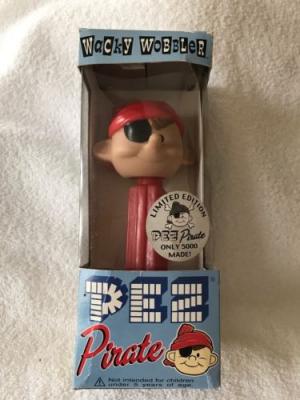 Wacky WoBBLeR
LIMITED EDITION
PEZ Pirate
ONLY 5000
MADE!
PEZ
Pirate
⚠ Not intended for children
under 5 years of age.